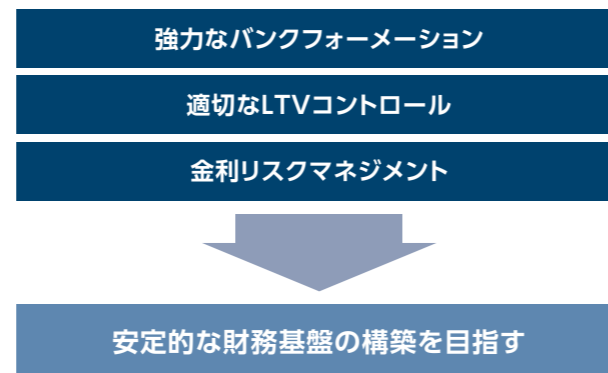 強力なバンクフォーメーション
適切なLTVコントロール
金利リスクマネジメント
安定的な財務基盤の構築を目指す